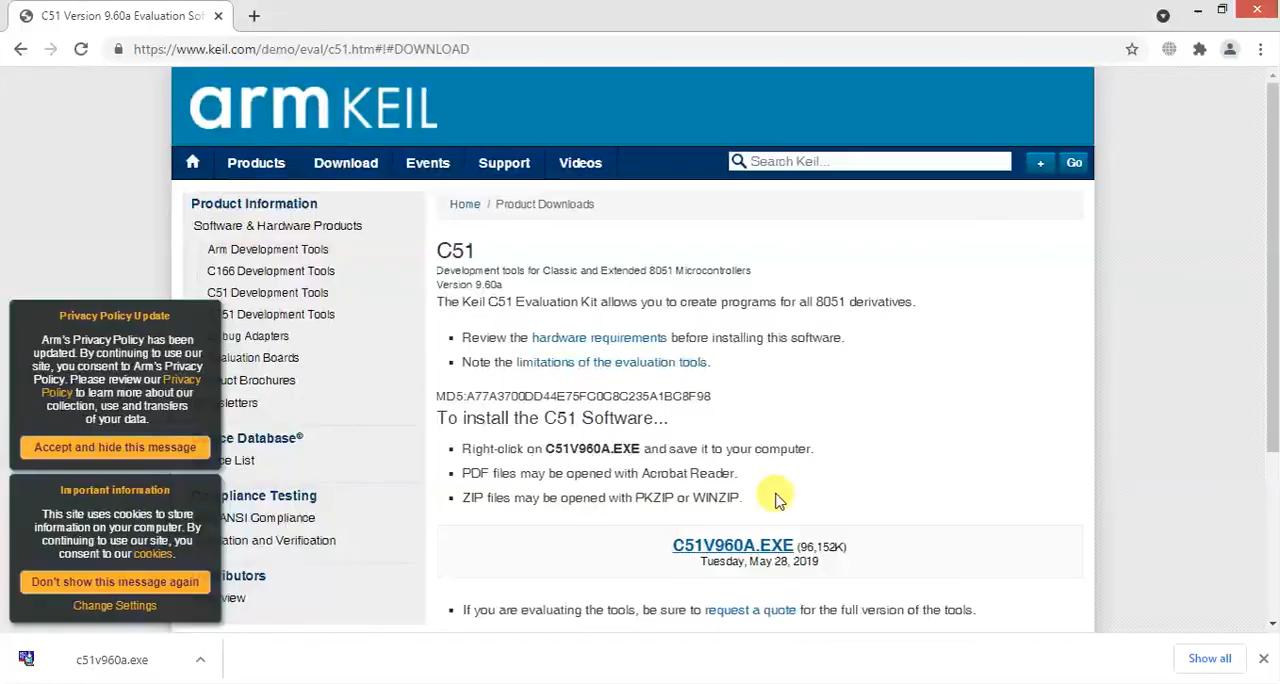 C51 Version 9.60a Evaluation Sof
https://www.keil.com/demo/eval/c51.htm#!#DOWNLOAD
arm KEIL
Products Download Events Support Videos
Search Keil... + Go
Product Information
Software & Hardware Products
Arm Development Tools
C166 Development Tools
C51 Development Tools
51 Development Tools
bug Adapters
aluation Boards
uct Brochures
sletters
ice Database®
ce List
ompliance Testing
ANSI Compliance
ation and Verification
ributors
view
Privacy Policy Update
Arm's Privacy Policy has been
updated. By continuing to use our
site, you consent to Arm's Privacy
Policy. Please review our Privacy
Policy to learn more about our
collection, use and transfers
of your data.
Accept and hide this message
Important information
This site uses cookies to store
information on your computer. By
continuing to use our site, you
consent to our cookies.
Don't show this message again
Change Settings
Home / Product Downloads
C51
Development tools for Classic and Extended 8051 Microcontrollers
Version 9.60a
The Keil C51 Evaluation Kit allows you to create programs for all 8051 derivatives.
Review the hardware requirements before installing this software.
Note the limitations of the evaluation tools.
MD5:A77A3700DD44E75FC0C8C235A1BC8F98
To install the C51 Software...
Right-click on C51V960A.EXE and save it to your computer.
PDF files may be opened with Acrobat Reader.
ZIP files may be opened with PKZIP or WINZIP.
C51V960A.EXE (96,152K)
Tuesday, May 28, 2019
If you are evaluating the tools, be sure to request a quote for the full version of the tools.
c51v960a.exe
Show all